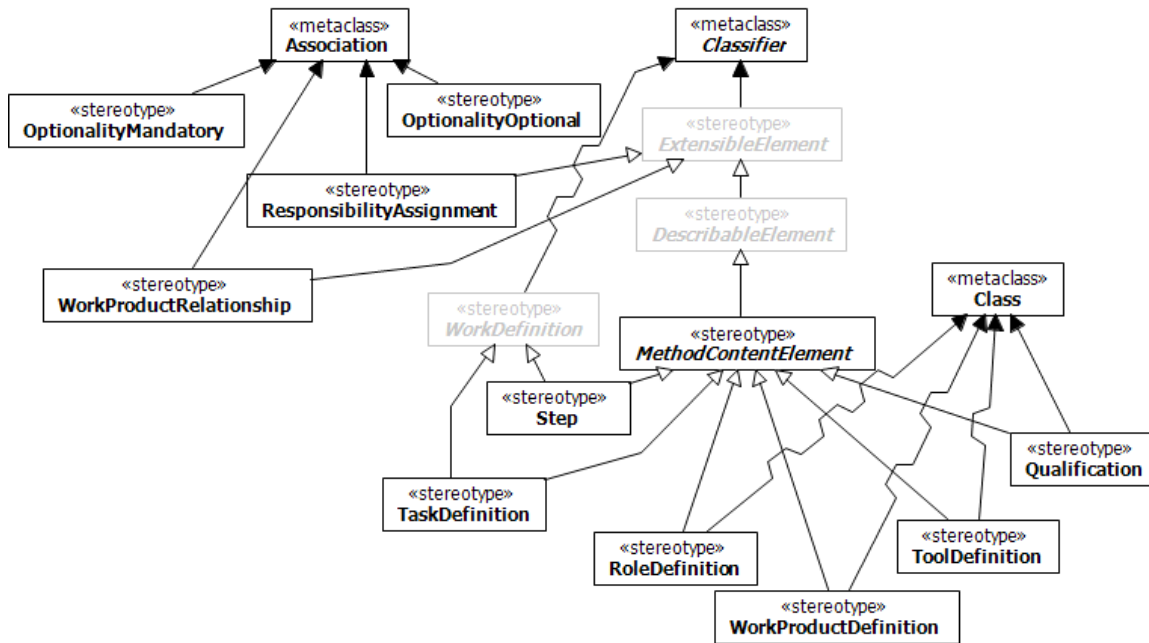 «metaclass»
Association
«metaclass»
Classifier
«stereotype»
OptionalityMandatory
«stereotype»
OptionalityOptional
«stereotype»
ExtensibleElement
«stereotype»
ResponsibilityAssignment
«stereotype»
DescribableElement
«stereotype»
WorkProductRelationship
«metaclass»
Class
«stereotype»
WorkDefinition
«stereotype»
MethodContentElement
«stereotype»
Step
«stereotype»
Qualification
«stereotype»
TaskDefinition
«stereotype»
ToolDefinition
«stereotype»
RoleDefinition
«stereotype»
WorkProductDefinition